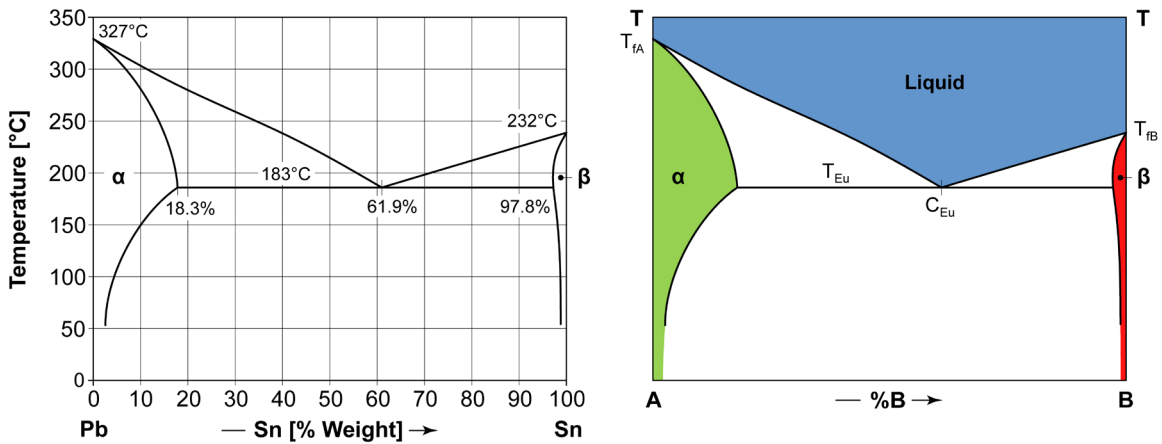 350
300
250
200
150
100
50
0
Temperature [°C]
327°C
232°C
α
183°C
β
18.3%
61.9%
97.8%
0 10 20 30 40 50 60 70 80 90 100
Pb — Sn [% Weight] → Sn
T T
TfA
Liquid
TfB
α
TEu
β
CEu
A — %B → B